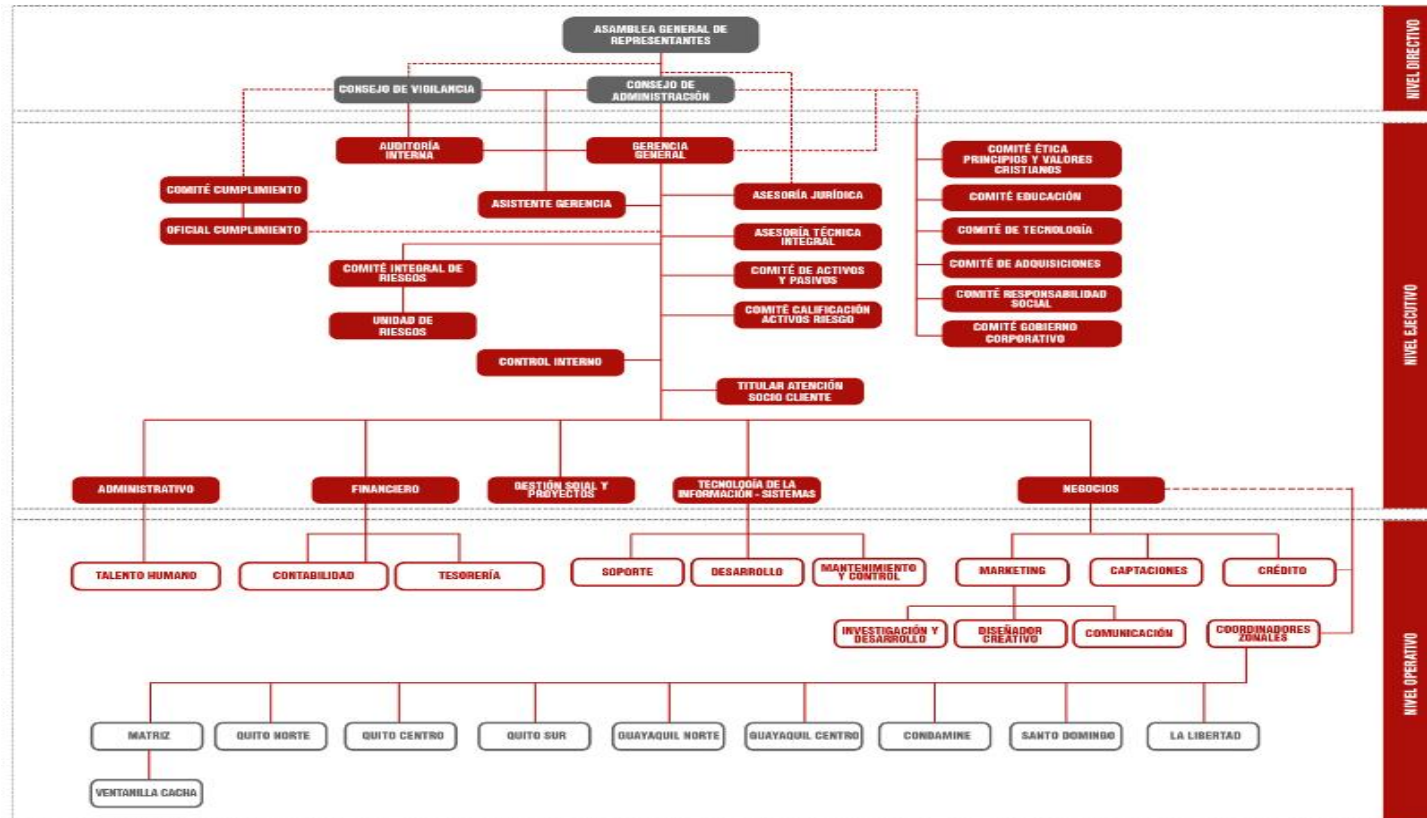 ASAMBLEA GENERAL DE
REPRESENTANTES
NIVEL DIRECTIVO
CONSEJO DE VIGILANCIA
CONSEJO DE
ADMINISTRACIÓN
AUDITORÍA
INTERNA
GERENCIA
GENERAL
COMITÉ ÉTICA
PRINCIPIOS Y VALORES
CRISTIANOS
COMITÉ CUMPLIMIENTO
ASISTENTE GERENCIA
ASESORÍA JURÍDICA
COMITÉ EDUCACIÓN
OFICIAL CUMPLIMIENTO
ASESORÍA TÉCNICA
INTEGRAL
COMITÉ DE TECNOLOGÍA
COMITÉ INTEGRAL DE
RIESGOS
COMITÉ DE ACTIVOS
Y PASIVOS
COMITÉ DE ADQUISICIONES
UNIDAD DE
RIESGOS
COMITÉ CALIFICACIÓN
ACTIVOS RIESGO
COMITÉ RESPONSABILIDAD
SOCIAL
COMITÉ GOBIERNO
CORPORATIVO
CONTROL INTERNO
TITULAR ATENCIÓN
SOCIO CLIENTE
NIVEL EJECUTIVO
ADMINISTRATIVO
FINANCIERO
GESTIÓN SOIAL Y
PROYECTOS
TECNOLOGÍA DE LA
INFORMACIÓN - SISTEMAS
NEGOCIOS
TALENTO HUMANO
CONTABILIDAD
TESORERÍA
SOPORTE
DESARROLLO
MANTENIMIENTO
Y CONTROL
MARKETING
CAPTACIONES
CRÉDITO
INVESTIGACIÓN Y
DESARROLLO
DISEÑADOR
CREATIVO
COMUNICACIÓN
COORDINADORES
ZONALES
NIVEL OPERATIVO
MATRIZ
QUITO NORTE
QUITO CENTRO
QUITO SUR
GUAYAQUIL NORTE
GUAYAQUIL CENTRO
CONDAMINE
SANTO DOMINGO
LA LIBERTAD
VENTANILLA CACHA